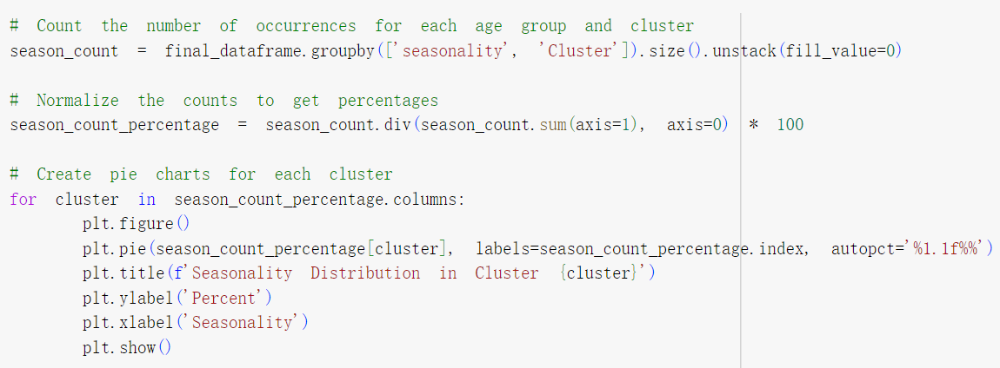 # Count the number of occurrences for each age group and cluster
season_count = final_dataframe.groupby(['seasonality', 'Cluster']).size().unstack(fill_value=0)
# Normalize the counts to get percentages
season_count_percentage = season_count.div(season_count.sum(axis=1), axis=0) * 100
# Create pie charts for each cluster
for cluster in season_count_percentage.columns:
    plt.figure()
    plt.pie(season_count_percentage[cluster], labels=season_count_percentage.index, autopct='%1.1f%%')
    plt.title(f'Seasonality Distribution in Cluster {cluster}')
    plt.ylabel('Percent')
    plt.xlabel('Seasonality')
    plt.show()